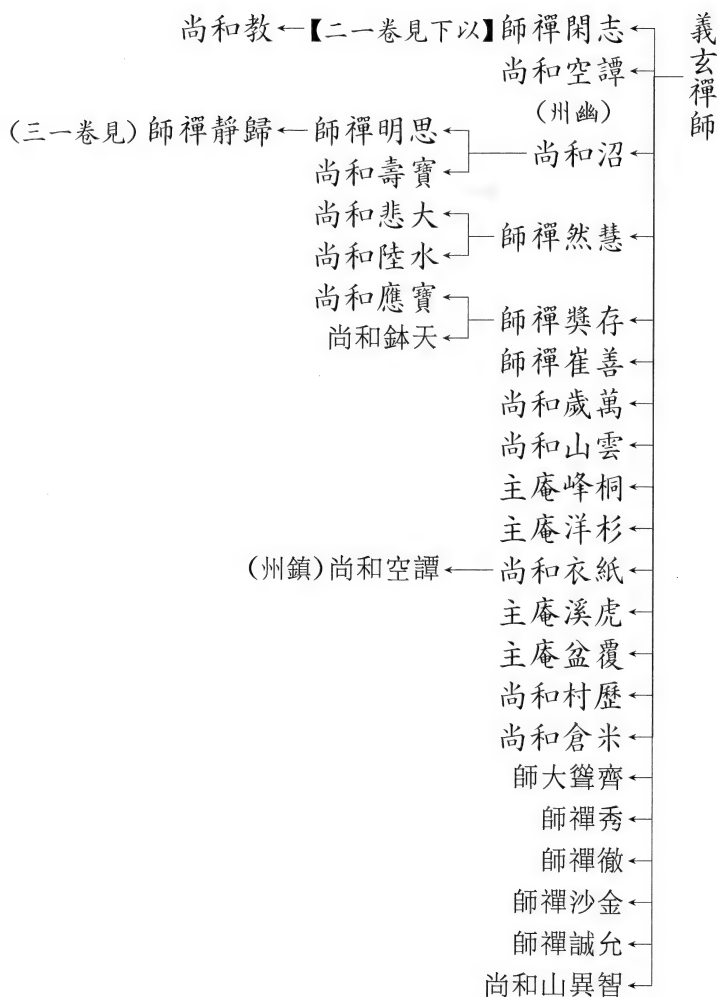 義玄禪師
志閑禪師【以下見卷一二】←教和尚
譚空和尚
(幽州)
沼和尚
思明禪師←歸靜禪師(見卷一三)
寶壽和尚
慧然禪師
大悲和尚
水陸和尚
存奬禪師
寶應和尚
天鉢和尚
善崔禪師
萬歲和尚
雲山和尚
桐峰庵主
杉洋庵主
紙衣和尚←譚空和尚(鎮州)
虎溪庵主
覆盆庵主
歷村和尚
米倉和尚
齊聳大師
秀禪師
徹禪師
金沙禪師
允誠禪師
智異山和尚